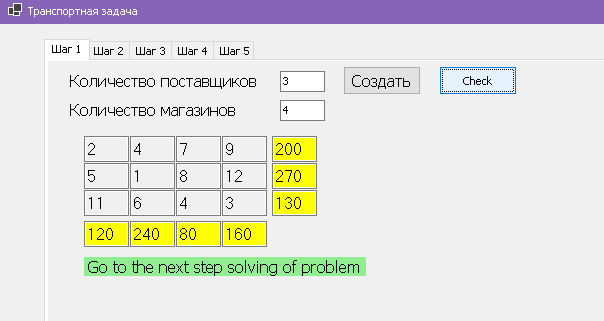 Транспортная задача
Шаг 1 Шаг 2 Шаг 3 Шаг 4 Шаг 5
Количество поставщиков 3 Создать Check
Количество магазинов 4
2 4 7 9 200
5 1 8 12 270
11 6 4 3 130
120 240 80 160
Go to the next step solving of problem